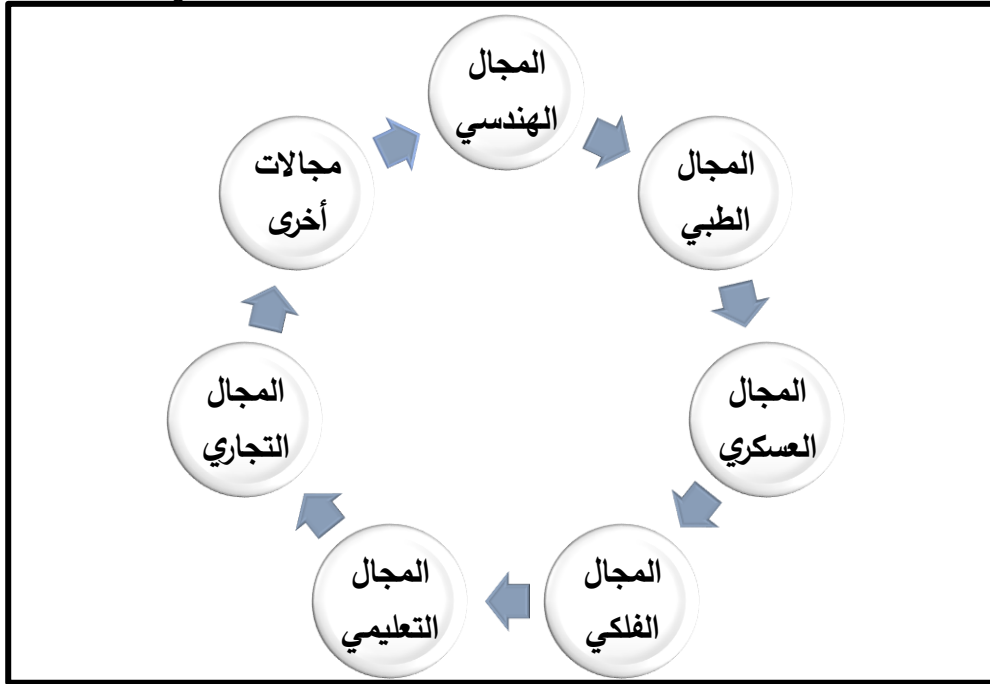 المجال
الهندسي
المجال
الطبي
المجال
العسكري
المجال
الفلكي
المجال
التعليمي
المجال
التجاري
مجالات
أخرى